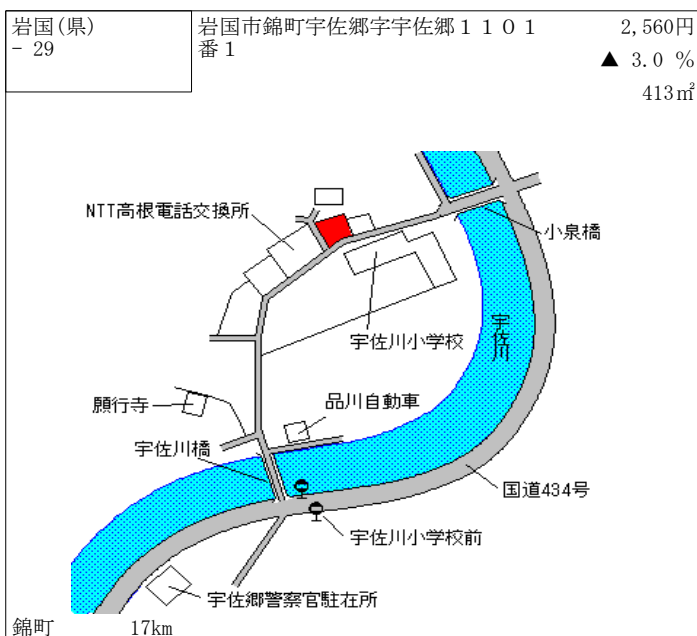 岩国(県)
- 29
岩国市錦町宇佐郷字宇佐郷１１０１
番１
2,560円
▲ 3.0 %
413㎡
NTT高根電話交換所
小泉橋
宇佐川小学校
宇佐川
願行寺
品川自動車
宇佐川橋
国道434号
宇佐川小学校前
宇佐郷警察官駐在所
錦町 17km